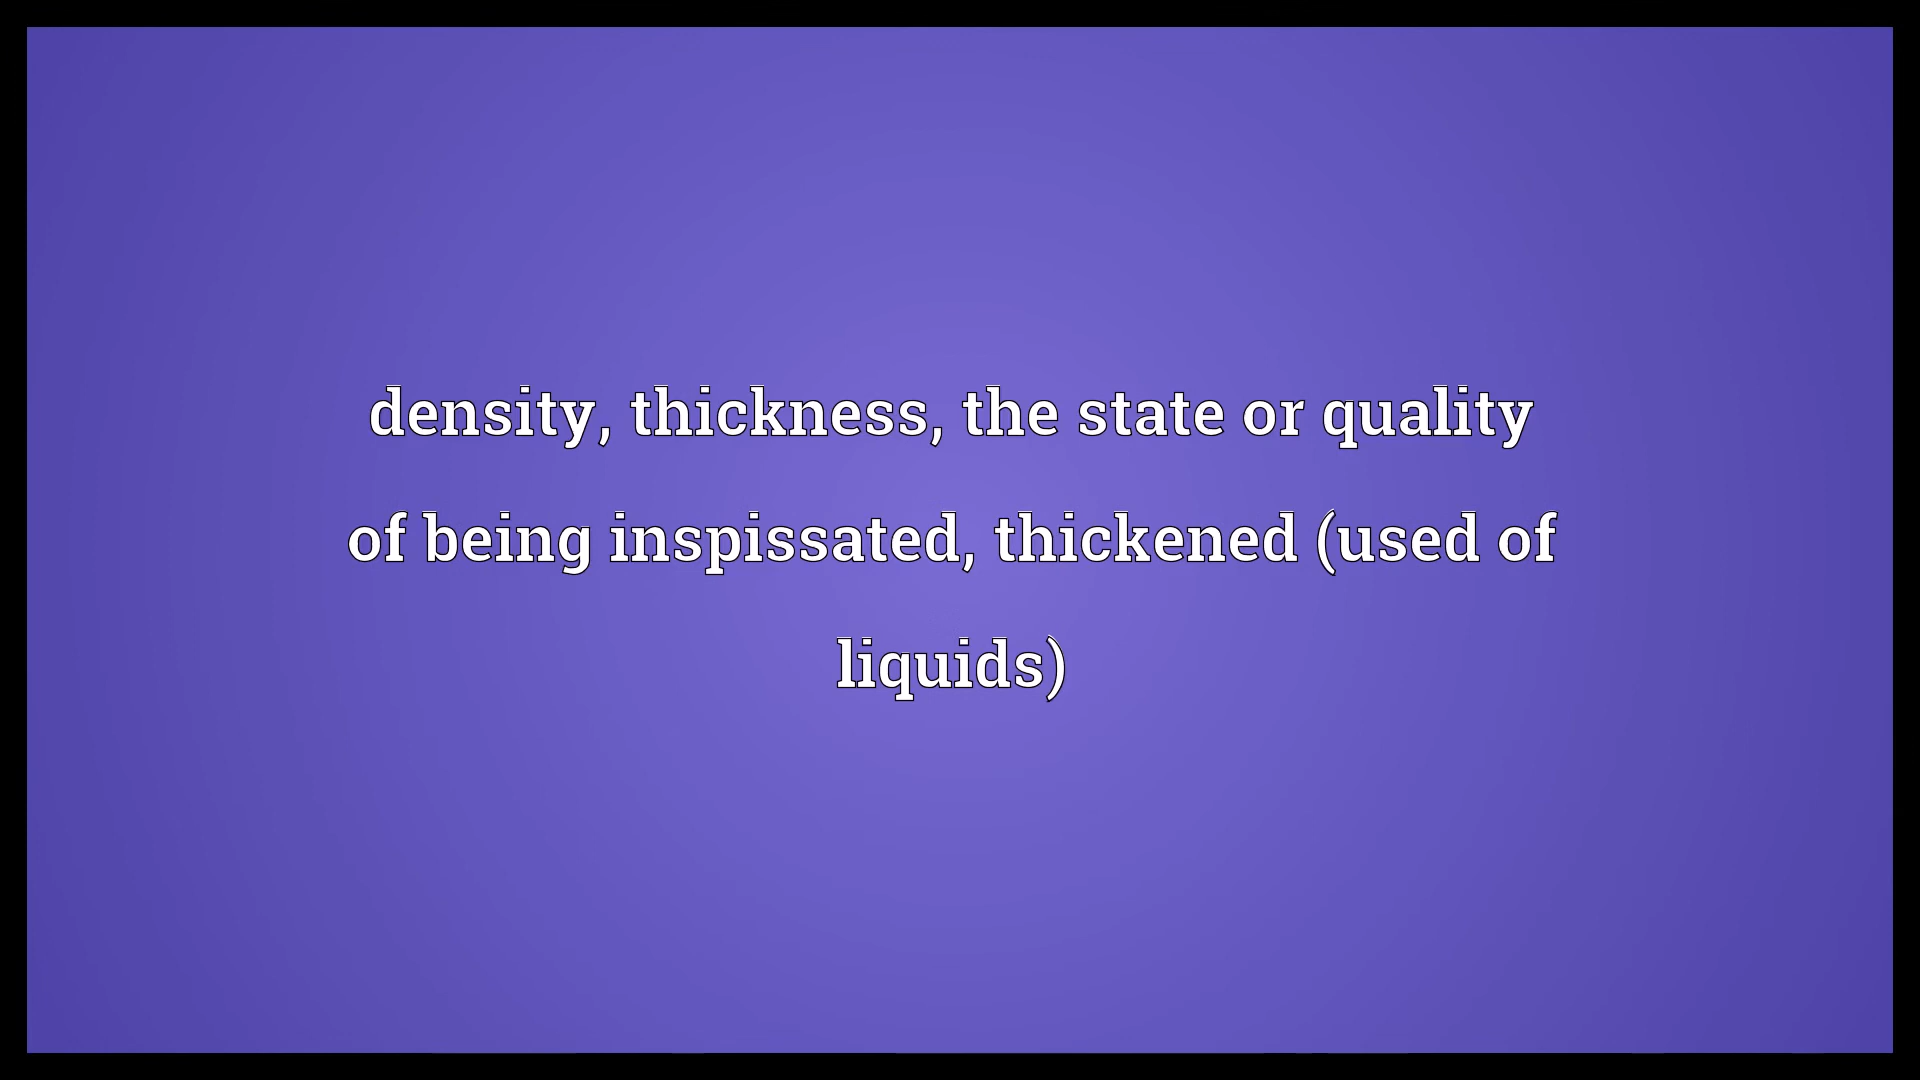 density, thickness, the state or quality
of being inspissated, thickened (used of
liquids)